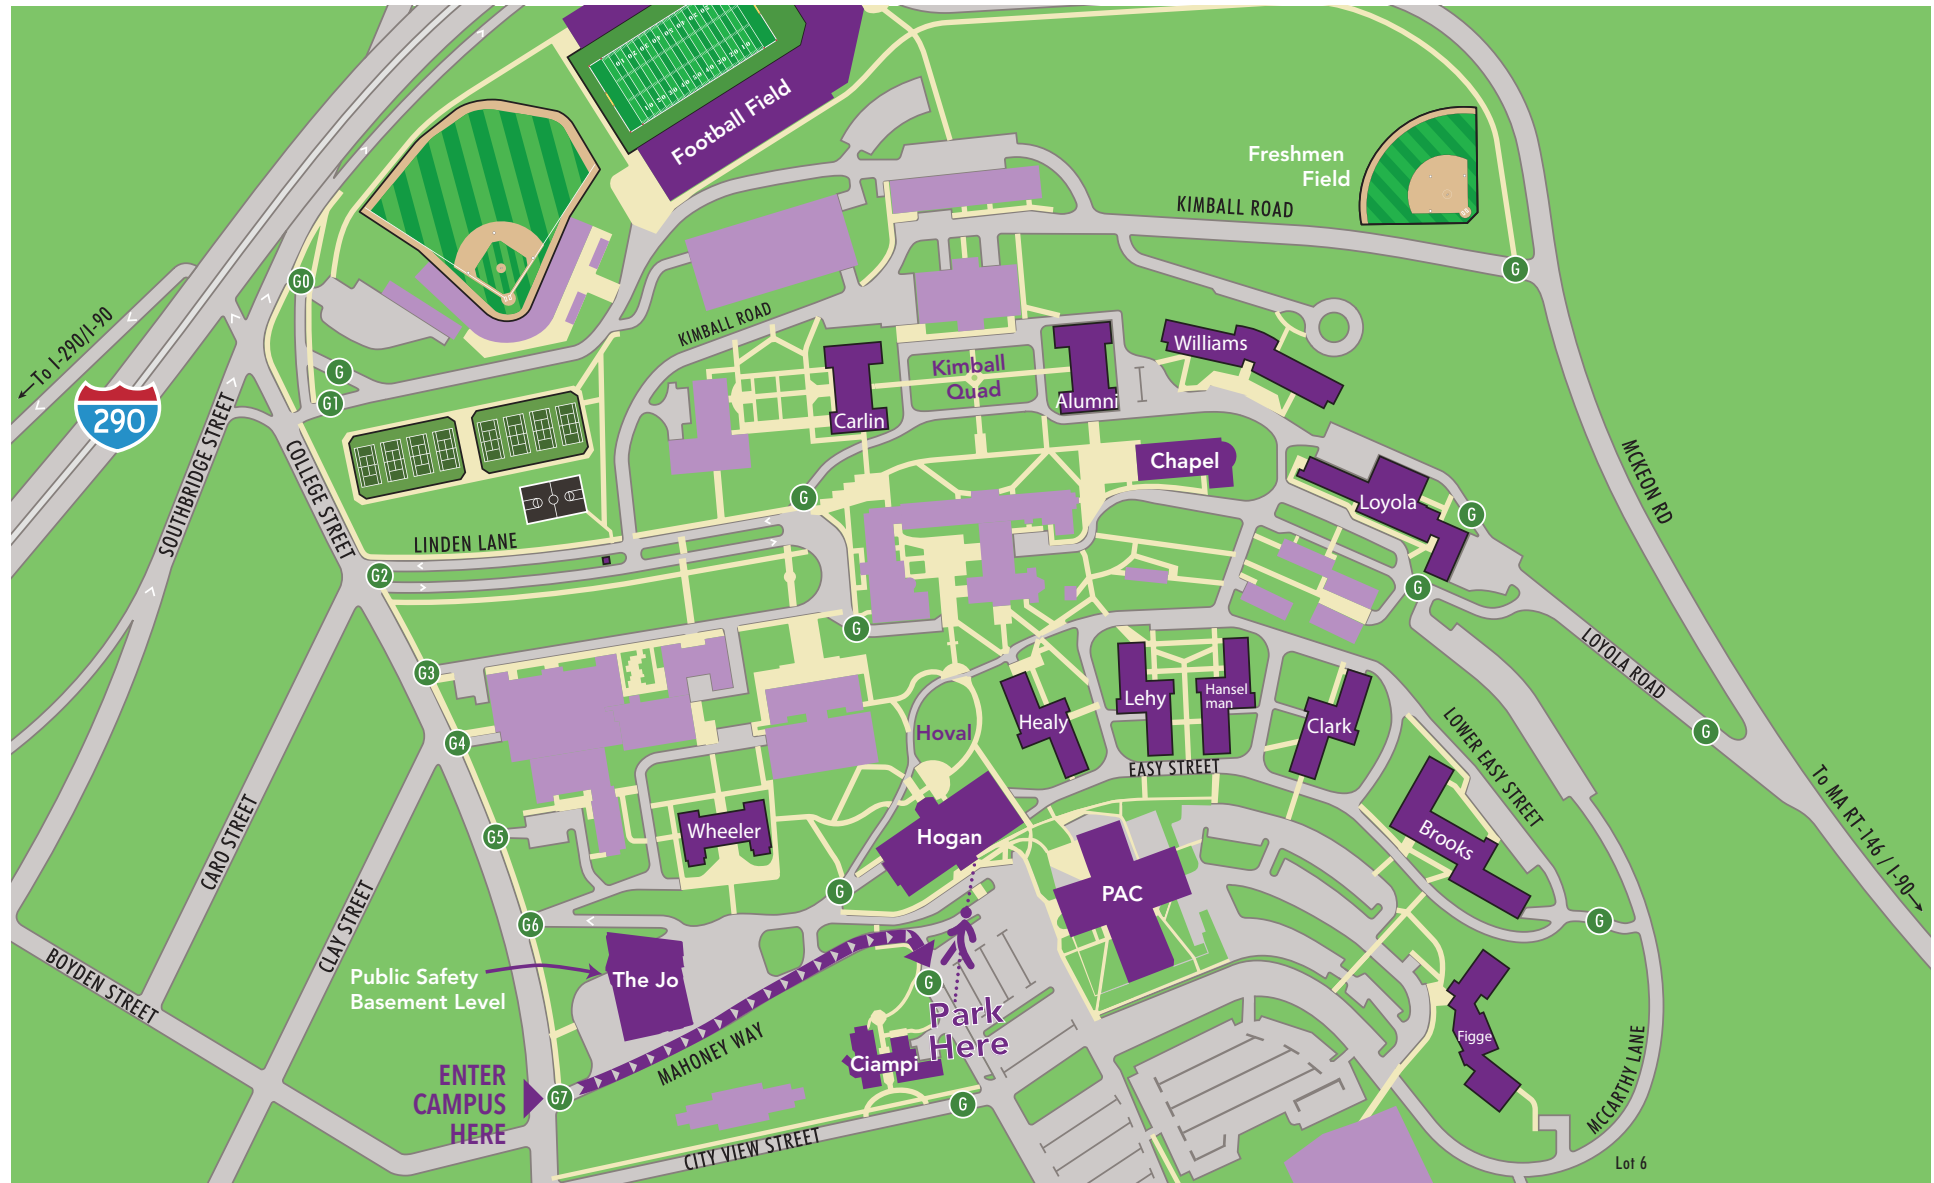 Football Field
Freshmen
Field
KIMBALL ROAD
G
G0
To I-290/I-90
290
KIMBALL ROAD
G
G1
Kimball
Quad
Williams
Carlin
Alumni
SOUTHBRIDGE STREET
COLLEGE STREET
Chapel
Loyola
MCKEON RD
G
G
LINDEN LANE
G2
G
G
LOYOLA ROAD
G3
Lehy
Hansel
man
Healy
Clark
Hoval
G4
G
LOWER EASY STREET
EASY STREET
To MA RT-146 / I-90
CARO STREET
G5
Wheeler
Hogan
Brooks
G
PAC
CLAY STREET
G6
G
BOYDEN STREET
Public Safety
Basement Level
The Jo
G
Park
Here
Figge
MAHONEY WAY
Ciampi
ENTER
CAMPUS
HERE
G7
G
MCCARTHY LANE
CITY VIEW STREET
Lot 6